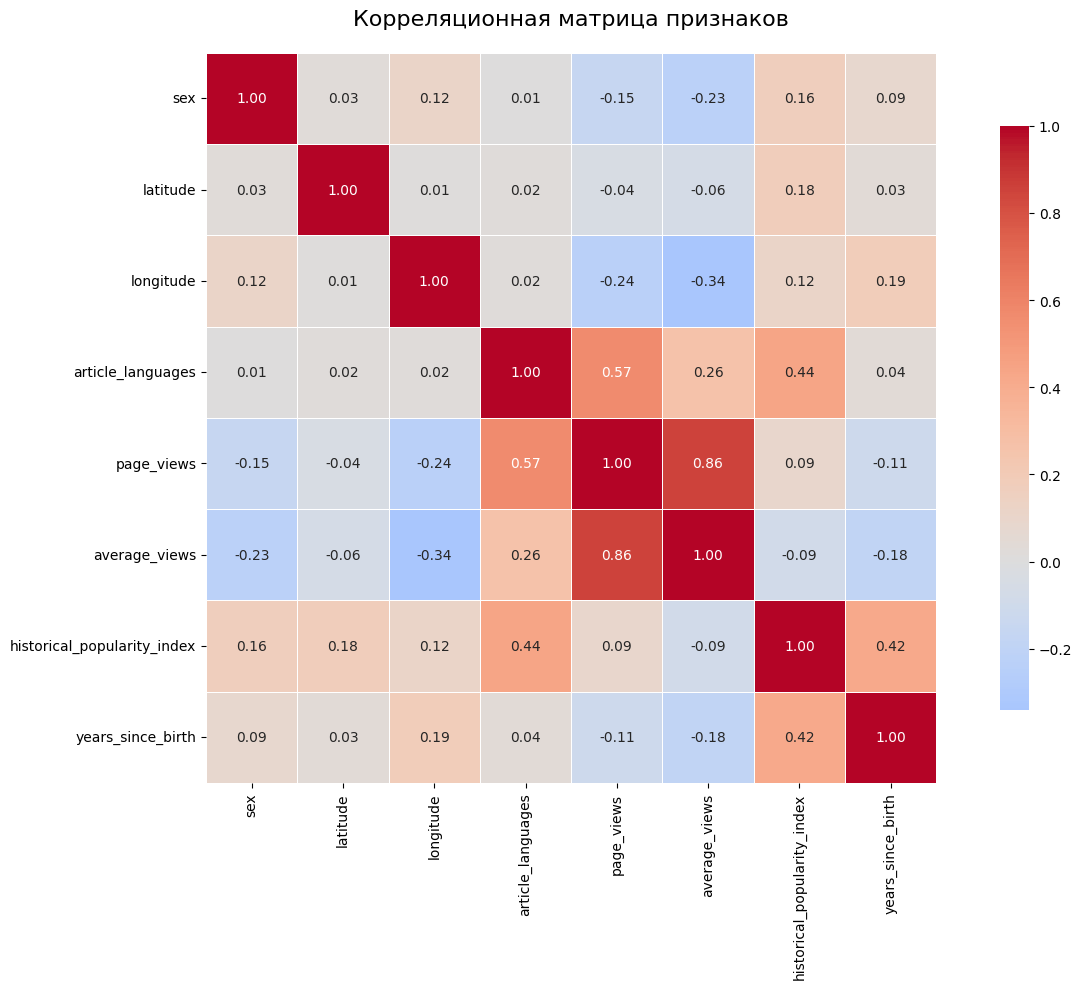 Корреляционная матрица признаков
sex 1.00 0.03 0.12 0.01 -0.15 -0.23 0.16 0.09
latitude 0.03 1.00 0.01 0.02 -0.04 -0.06 0.18 0.03
longitude 0.12 0.01 1.00 0.02 -0.24 -0.34 0.12 0.19
article_languages 0.01 0.02 0.02 1.00 0.57 0.26 0.44 0.04
page_views -0.15 -0.04 -0.24 0.57 1.00 0.86 0.09 -0.11
average_views -0.23 -0.06 -0.34 0.26 0.86 1.00 -0.09 -0.18
historical_popularity_index 0.16 0.18 0.12 0.44 0.09 -0.09 1.00 0.42
years_since_birth 0.09 0.03 0.19 0.04 -0.11 -0.18 0.42 1.00
sex
latitude
longitude
article_languages
page_views
average_views
historical_popularity_index
years_since_birth
1.0
0.8
0.6
0.4
0.2
0.0
−0.2